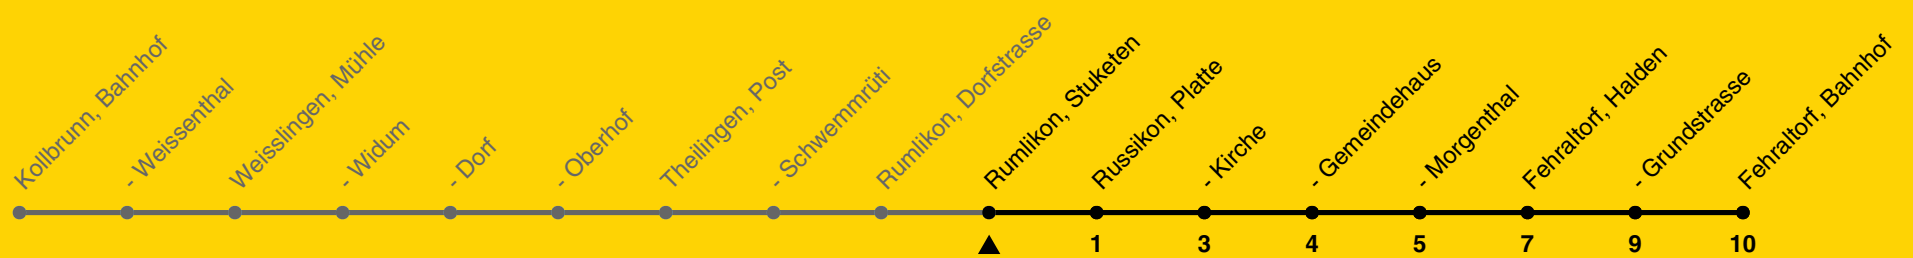 Kollbrunn, Bahnhof
- Weissenthal
Weisslingen, Mühle
- Widum
- Dorf
- Oberhof
Theilingen, Post
- Schwemmrüti
Rumlikon, Dorfstrasse
Rumlikon, Stuketen
Russikon, Platte
- Kirche
- Gemeindehaus
- Morgenthal
Fehraltorf, Halden
- Grundstrasse
Fehraltorf, Bahnhof
1 3 4 5 7 9 10